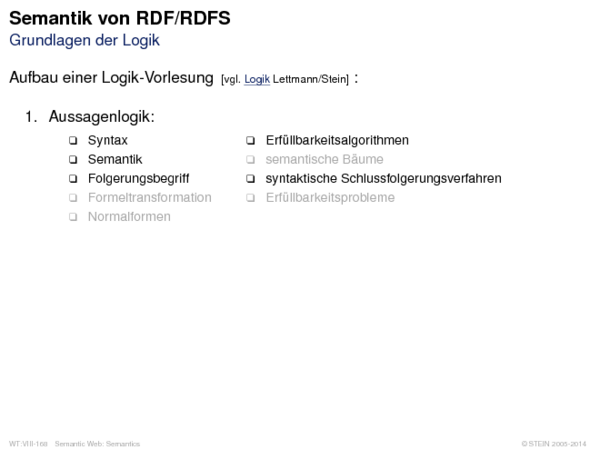 Semantik von RDF/RDFS
Grundlagen der Logik
Aufbau einer Logik-Vorlesung [vgl. Logik Lettmann/Stein] :
1. Aussagenlogik:
❑ Syntax
❑ Semantik
❑ Folgerungsbegriff
❑ Formeltransformation
❑ Normalformen
❑ Erfüllbarkeitsalgorithmen
❑ semantische Bäume
❑ syntaktische Schlussfolgerungsverfahren
❑ Erfüllbarkeitsprobleme
WT:VIII-168 Semantic Web: Semantics
© STEIN 2005-2014